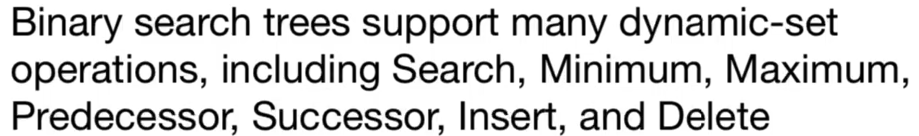 Binary search trees support many dynamic-set
operations, including Search, Minimum, Maximum,
Predecessor, Successor, Insert, and Delete